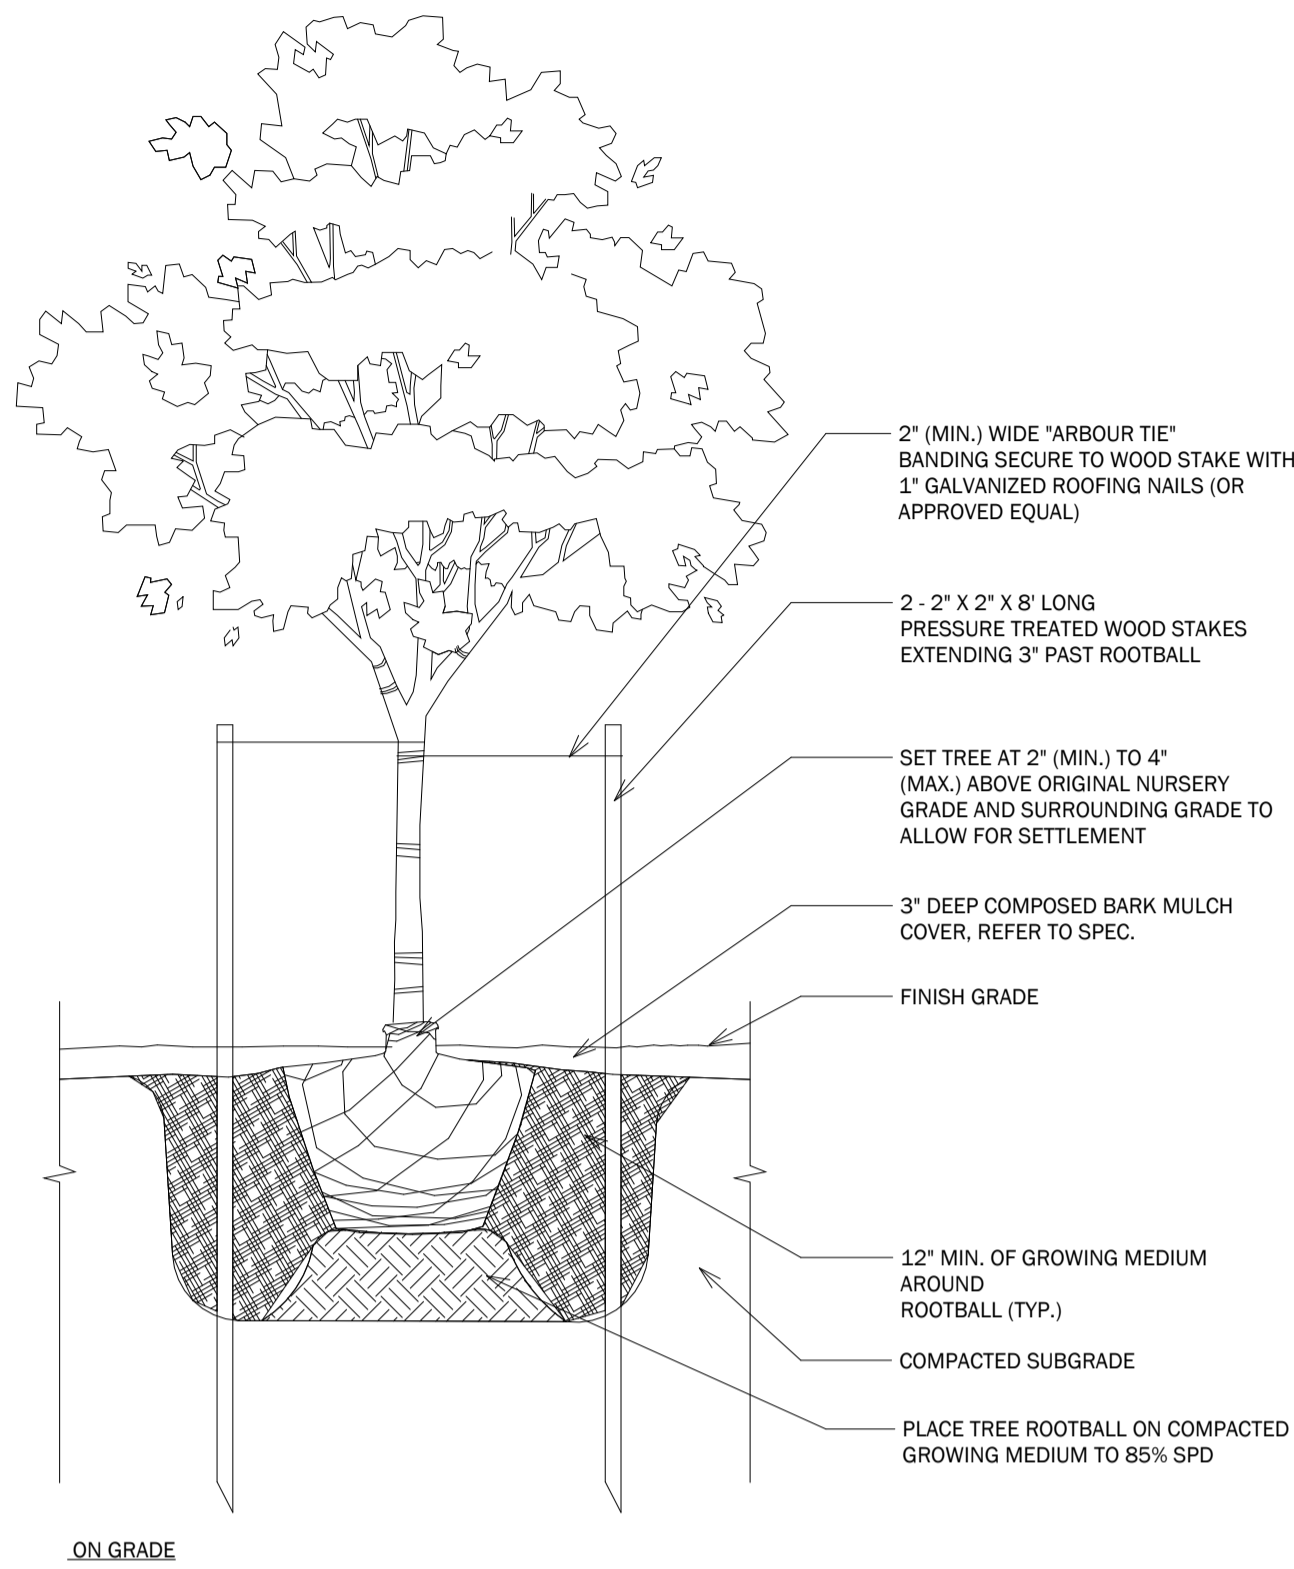 2" (MIN.) WIDE "ARBOUR TIE"
BANDING SECURE TO WOOD STAKE WITH
1" GALVANIZED ROOFING NAILS (OR
APPROVED EQUAL)
2 - 2" X 2" X 8' LONG
PRESSURE TREATED WOOD STAKES
EXTENDING 3" PAST ROOTBALL
SET TREE AT 2" (MIN.) TO 4"
(MAX.) ABOVE ORIGINAL NURSERY
GRADE AND SURROUNDING GRADE TO
ALLOW FOR SETTLEMENT
3" DEEP COMPOSED BARK MULCH
COVER, REFER TO SPEC.
FINISH GRADE
12" MIN. OF GROWING MEDIUM
AROUND
ROOTBALL (TYP.)
COMPACTED SUBGRADE
PLACE TREE ROOTBALL ON COMPACTED
GROWING MEDIUM TO 85% SPD
ON GRADE